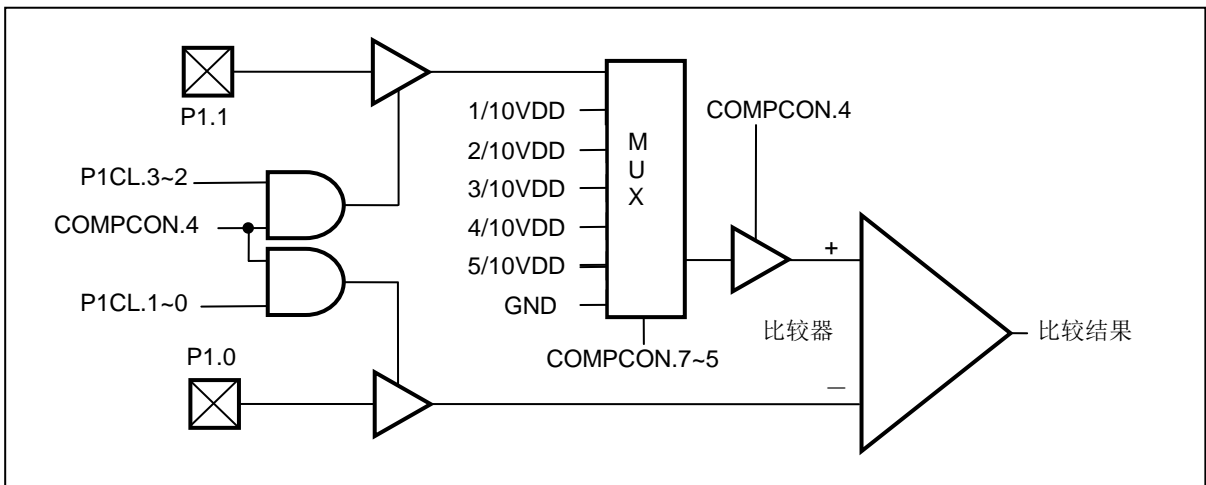 P1.1
1/10VDD
COMPCON.4
2/10VDD
M
U
X
P1CL.3~2
3/10VDD
COMPCON.4
4/10VDD
+
5/10VDD
P1CL.1~0
GND
比较器
比较结果
P1.0
COMPCON.7~5
—